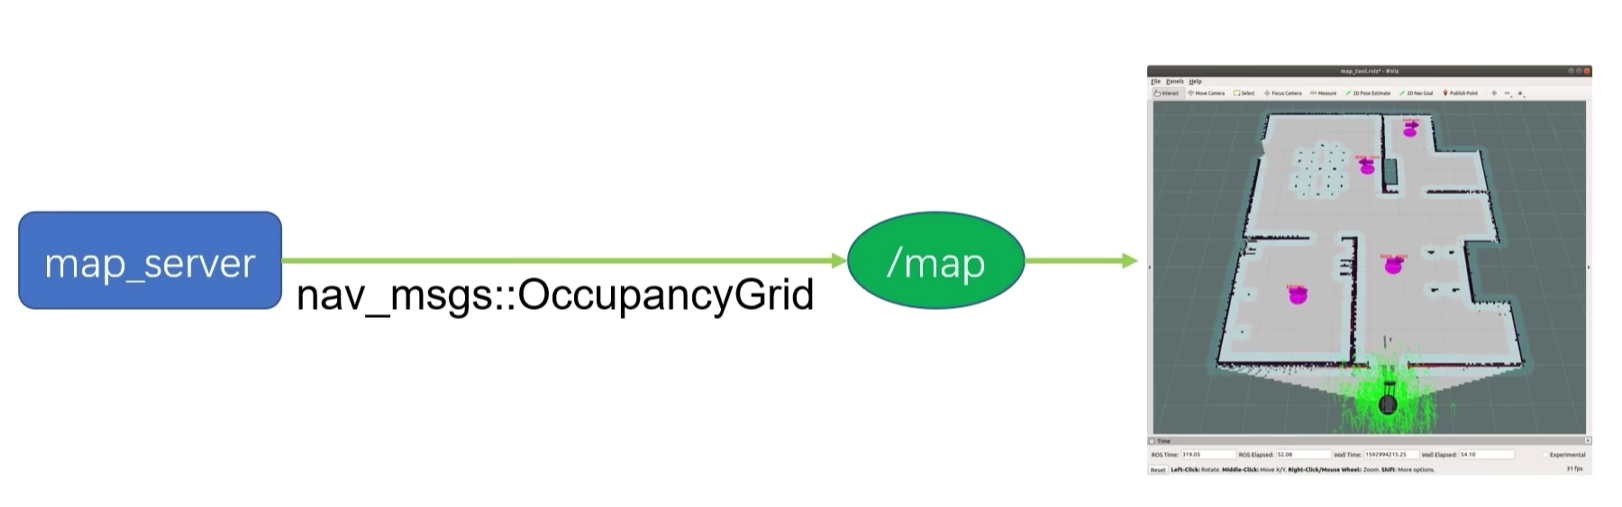 map_server
nav_msgs::OccupancyGrid
/map
map_tool.rviz* - RViz
File Panels Help
Interact Move Camera Select Focus Camera Measure 2D Pose Estimate 2D Nav Goal Publish Point
Time
ROS Time: 319.05 ROS Elapsed: 52.08 Wall Time: 1592994215.25 Wall Elapsed: 54.10 Experimental
Reset Left-Click: Rotate. Middle-Click: Move X/Y. Right-Click/Mouse Wheel: Zoom. Shift: More options. 31 fps